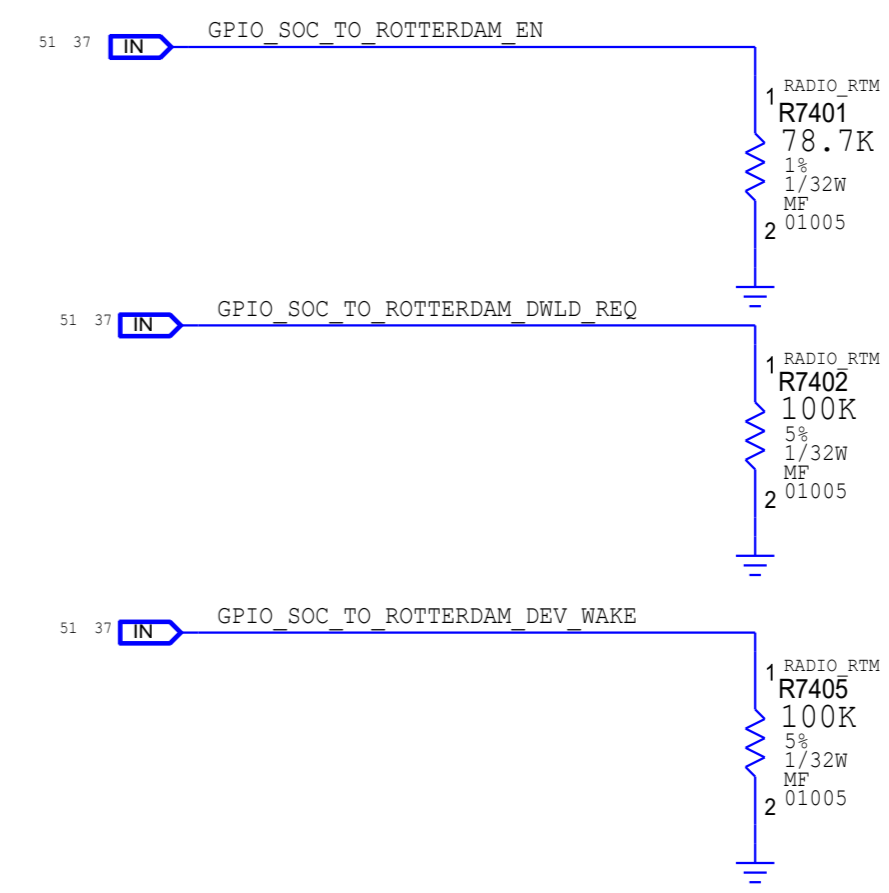 GPIO_SOC_TO_ROTTERDAM_EN
51 37 IN
1 RADIO_RTM
R7401
78.7K
1%
1/32W
MF
2 01005
GPIO_SOC_TO_ROTTERDAM_DWLD_REQ
51 37 IN
1 RADIO_RTM
R7402
100K
5%
1/32W
MF
2 01005
GPIO_SOC_TO_ROTTERDAM_DEV_WAKE
51 37 IN
1 RADIO_RTM
R7405
100K
5%
1/32W
MF
2 01005